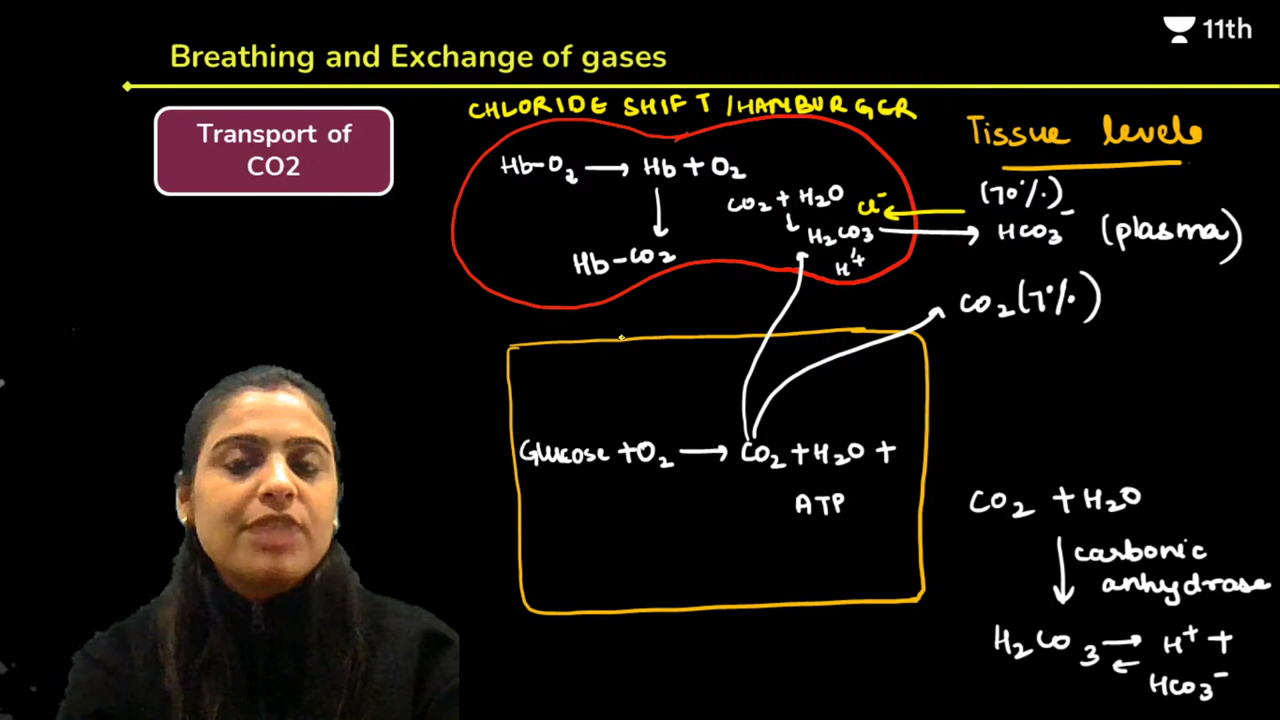 11th
Breathing and Exchange of gases
Transport of
CO2
CHLORIDE SHIFT /HAMBURGER
Tissue levels
Hb-O₂ → Hb + O₂
CO₂ + H₂O
Cl⁻
(70%)
↓
H₂CO₃ → HCO₃⁻ (plasma)
Hb-CO₂
H⁺
CO₂ (7%)
Glucose + O₂ → CO₂ + H₂O +
ATP
CO₂ + H₂O
↓ carbonic
anhydrase
H₂CO₃ ⇌ H⁺ +
HCO₃⁻